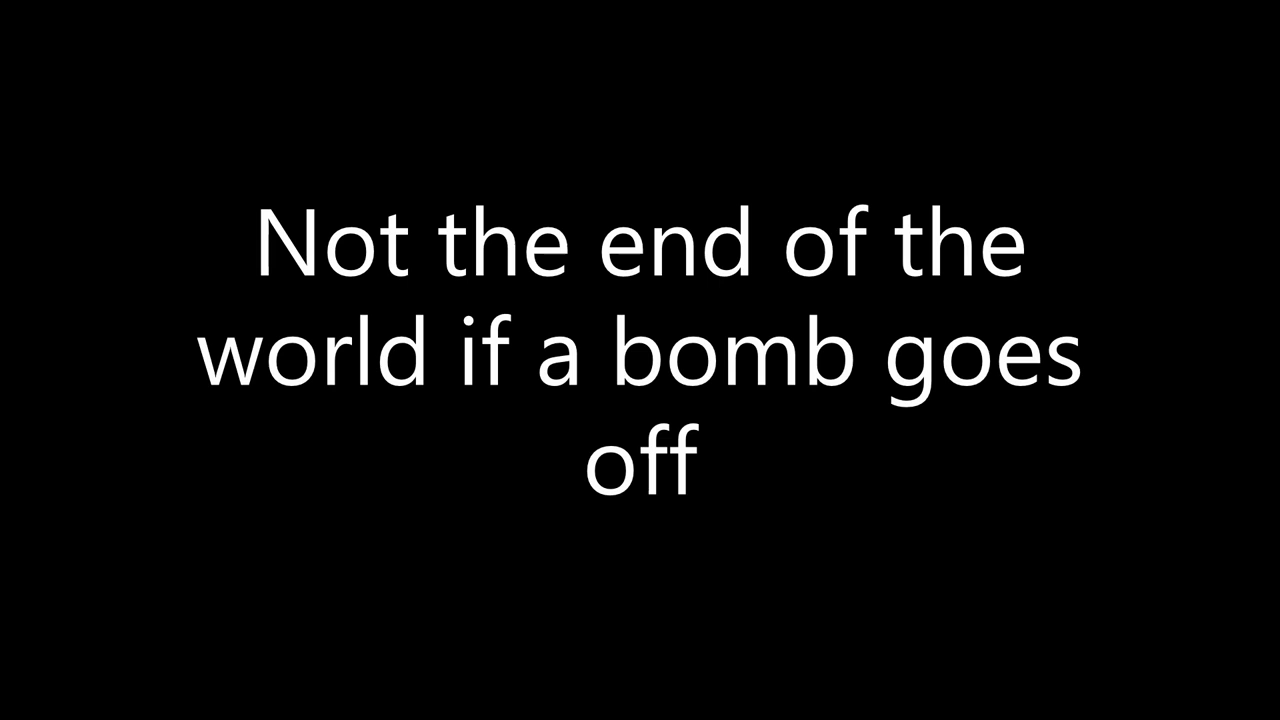 Not the end of the
world if a bomb goes
off